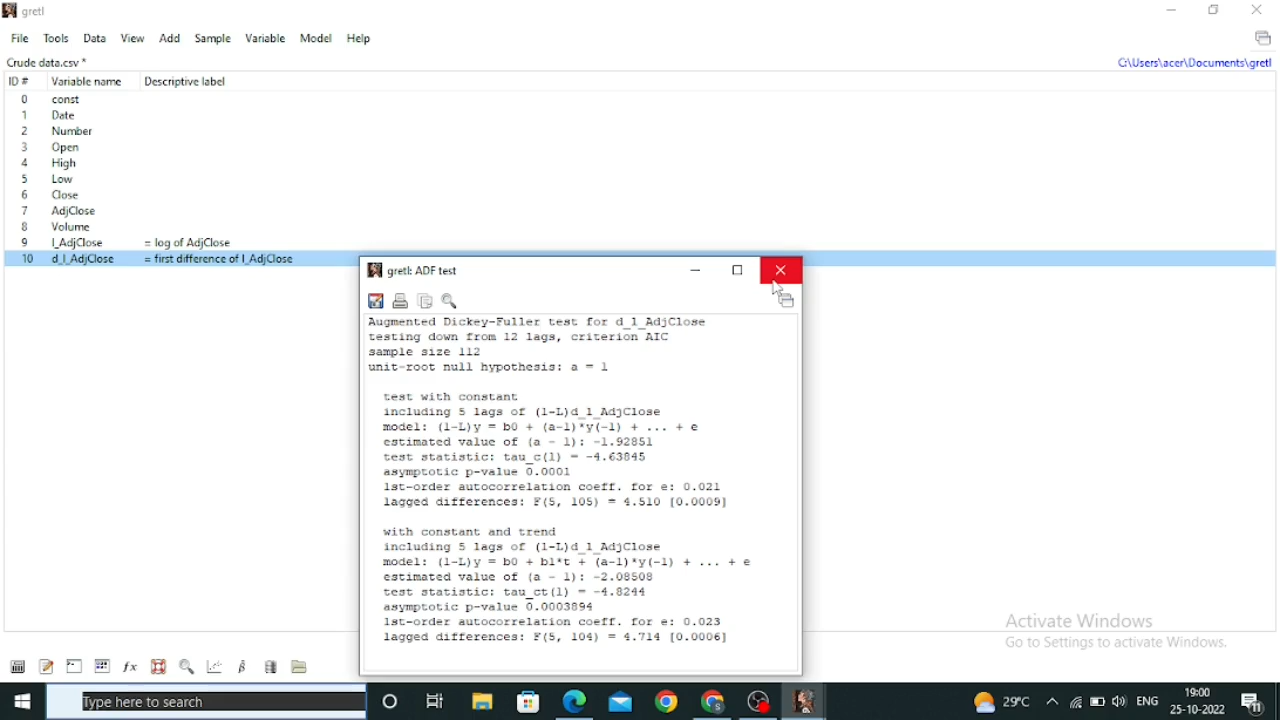 gretl
File Tools Data View Add Sample Variable Model Help
Crude data.csv * C:\Users\acer\Documents\gretl
ID # Variable name Descriptive label
0 const
1 Date
2 Number
3 Open
4 High
5 Low
6 Close
7 AdjClose
8 Volume
9 l_AdjClose = log of AdjClose
10 d_l_AdjClose = first difference of l_AdjClose
gretl: ADF test
Augmented Dickey-Fuller test for d_l_AdjClose
testing down from 12 lags, criterion AIC
sample size 112
unit-root null hypothesis: a = 1
test with constant
including 5 lags of (1-L)d_l_AdjClose
model: (1-L)y = b0 + (a-1)*y(-1) + ... + e
estimated value of (a - 1): -1.92851
test statistic: tau_c(1) = -4.63845
asymptotic p-value 0.0001
1st-order autocorrelation coeff. for e: 0.021
lagged differences: F(5, 105) = 4.510 [0.0009]
with constant and trend
including 5 lags of (1-L)d_l_AdjClose
model: (1-L)y = b0 + b1*t + (a-1)*y(-1) + ... + e
estimated value of (a - 1): -2.08508
test statistic: tau_ct(1) = -4.8244
asymptotic p-value 0.0003894
1st-order autocorrelation coeff. for e: 0.023
lagged differences: F(5, 104) = 4.714 [0.0006]
Activate Windows
Go to Settings to activate Windows.
fx β
Type here to search
29°C ENG 19:00
25-10-2022 11